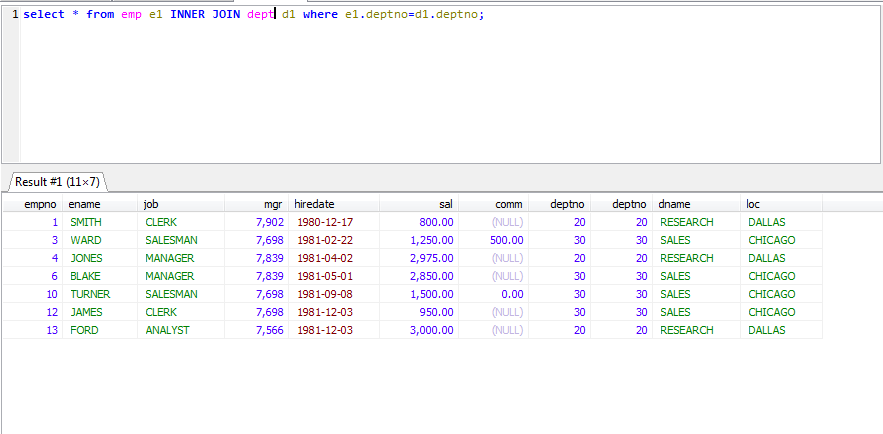 1 select * from emp e1 INNER JOIN dept d1 where e1.deptno=d1.deptno;
Result #1 (11×7)
empno ename job mgr hiredate sal comm deptno deptno dname loc
1 SMITH CLERK 7,902 1980-12-17 800.00 (NULL) 20 20 RESEARCH DALLAS
3 WARD SALESMAN 7,698 1981-02-22 1,250.00 500.00 30 30 SALES CHICAGO
4 JONES MANAGER 7,839 1981-04-02 2,975.00 (NULL) 20 20 RESEARCH DALLAS
6 BLAKE MANAGER 7,839 1981-05-01 2,850.00 (NULL) 30 30 SALES CHICAGO
10 TURNER SALESMAN 7,698 1981-09-08 1,500.00 0.00 30 30 SALES CHICAGO
12 JAMES CLERK 7,698 1981-12-03 950.00 (NULL) 30 30 SALES CHICAGO
13 FORD ANALYST 7,566 1981-12-03 3,000.00 (NULL) 20 20 RESEARCH DALLAS